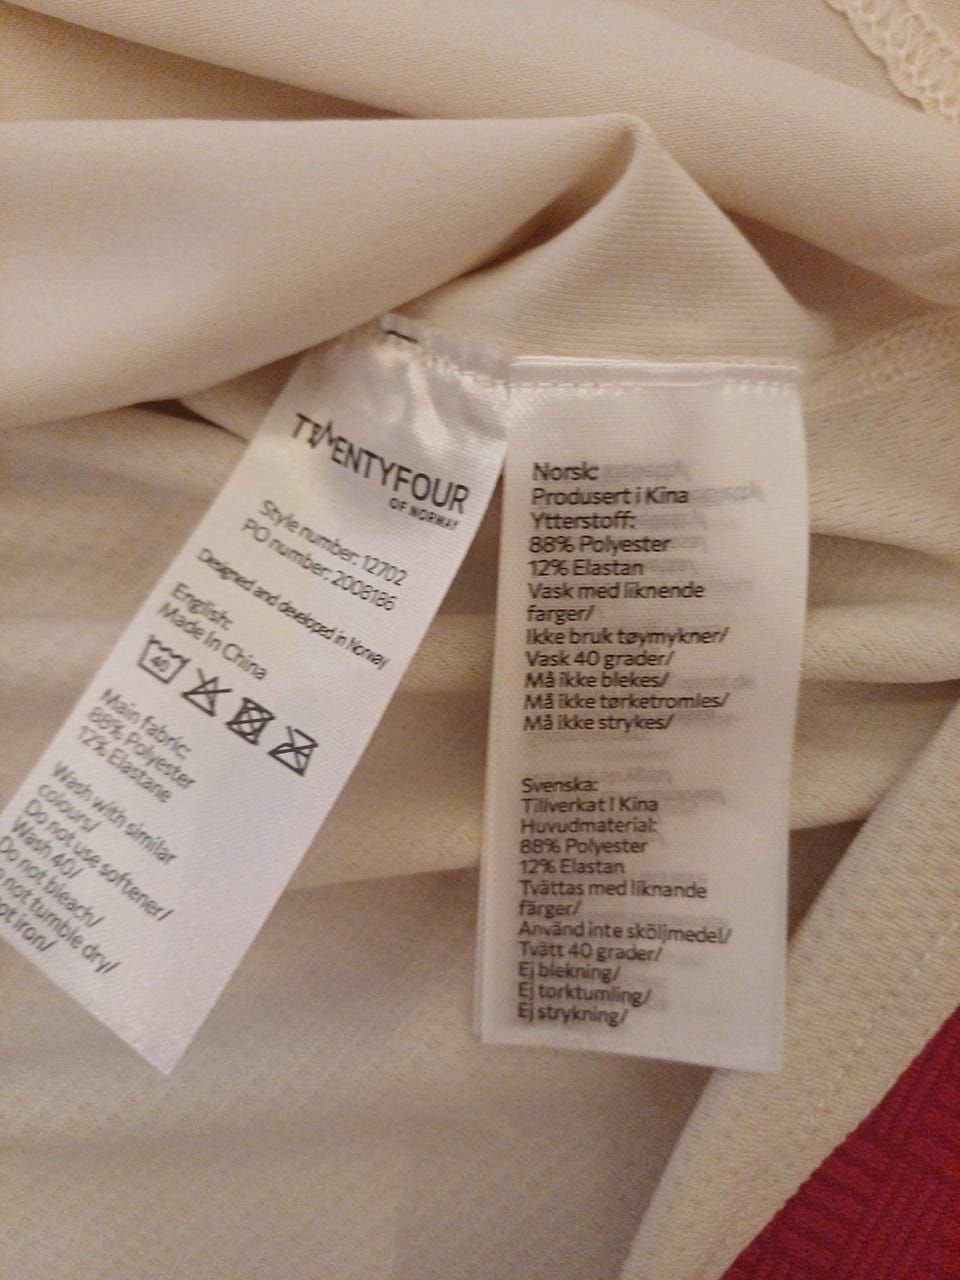 TWENTYFOUR
OF NORWAY
Style number: 12702
PO number: 2008186
Designed and developed in Norway
English:
Made In China
40
Main fabric:
88% Polyester
12% Elastane
Wash with similar
colours/
Do not use softener/
Wash 40/
Do not bleach/
not tumble dry/
iron/
Norsk:
Produsert i Kina
Ytterstoff:
88% Polyester
12% Elastan
Vask med liknende
farger/
Ikke bruk tøymykner/
Vask 40 grader/
Må ikke blekes/
Må ikke tørketromles/
Må ikke strykes/
Svenska:
Tillverkat I Kina
Huvudmaterial:
88% Polyester
12% Elastan
Tvättas med liknande
färger/
Använd inte sköljmedel/
Tvätt 40 grader/
Ej blekning/
Ej torktumling/
Ej strykning/